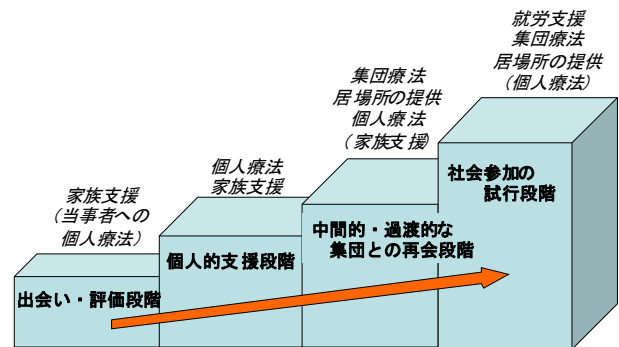 家族支援
（当事者への
個人療法）
出会い・評価段階
個人療法
家族支援
個人的支援段階
集団療法
居場所の提供
個人療法
（家族支援）
中間的・過渡的な
集団との再会段階
就労支援
集団療法
居場所の提供
（個人療法）
社会参加の
試行段階